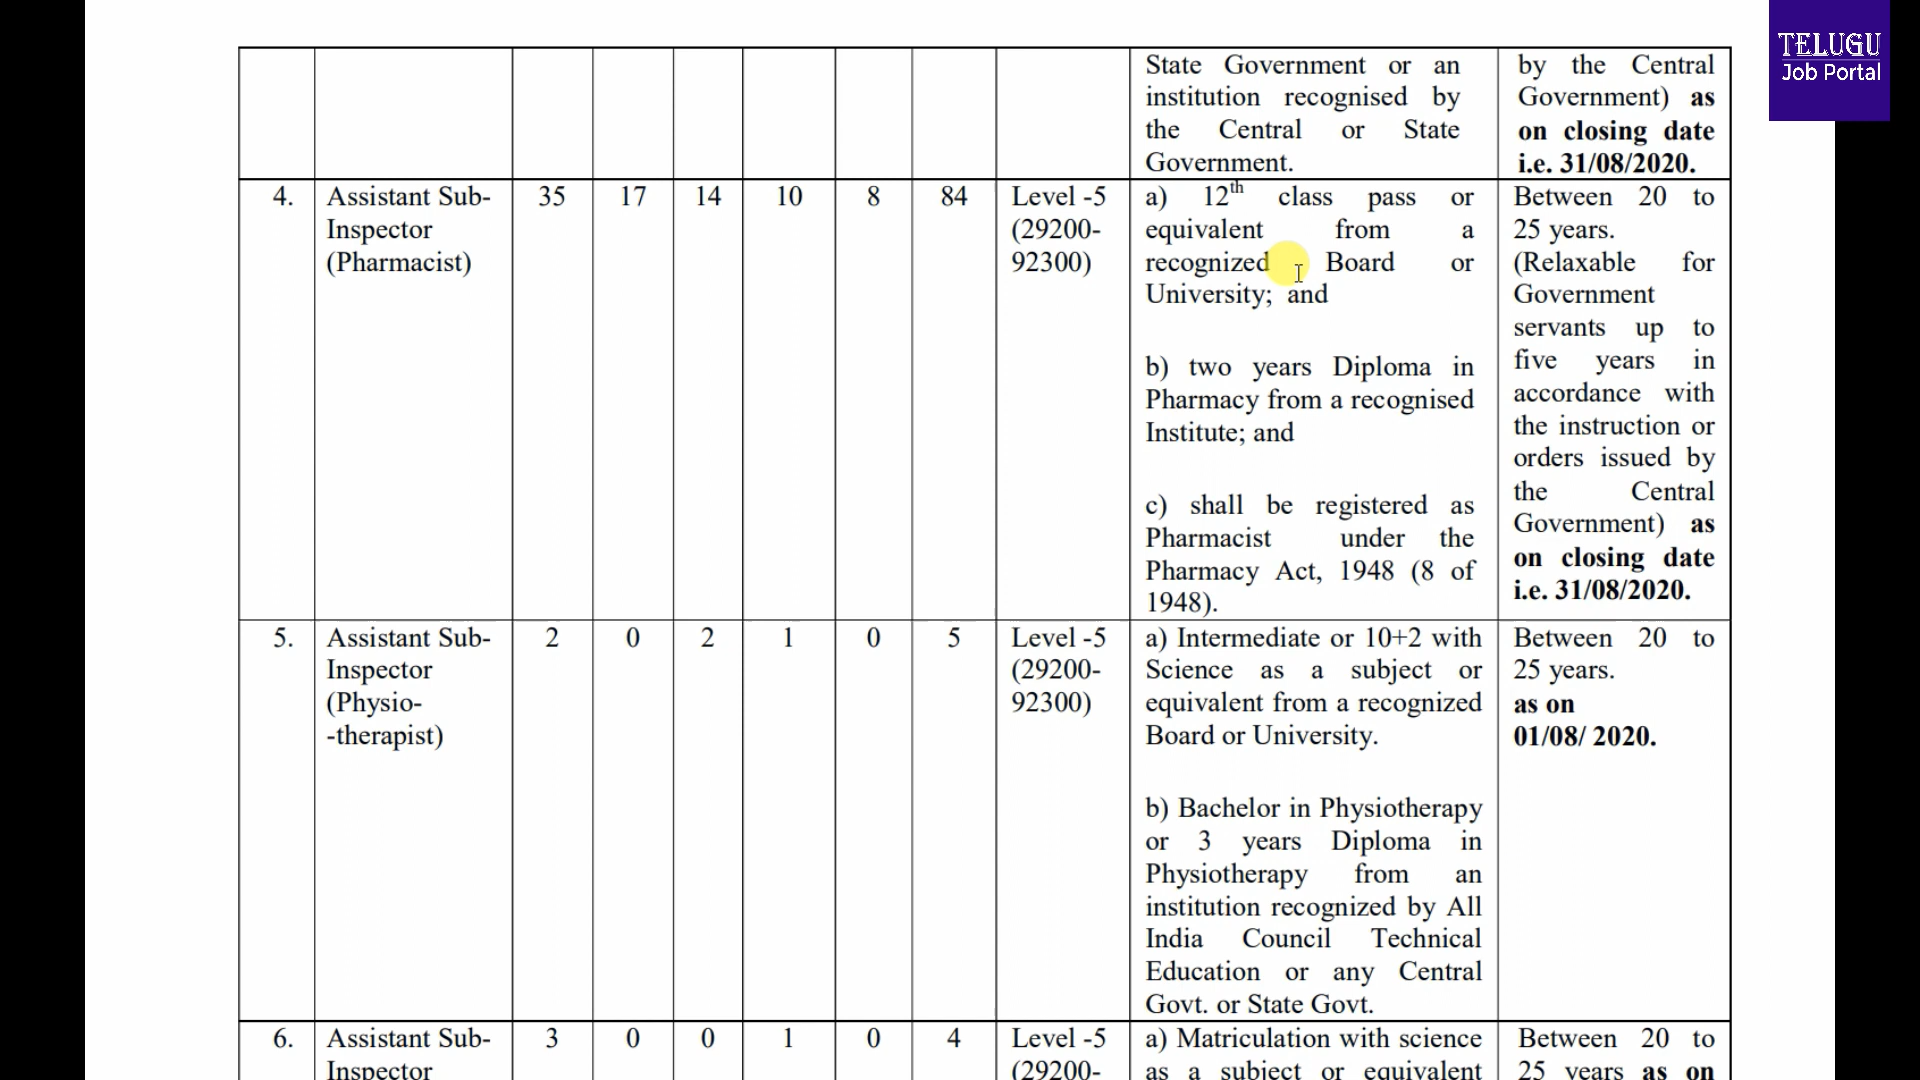 TELUGU
Job Portal
State Government or an
institution recognised by
the Central or State
Government.
by the Central
Government) as
on closing date
i.e. 31/08/2020.
4.
Assistant Sub-
Inspector
(Pharmacist)
35
17
14
10
8
84
Level -5
(29200-
92300)
a) 12th class pass or
equivalent from a
recognized Board or
University; and
b) two years Diploma in
Pharmacy from a recognised
Institute; and
c) shall be registered as
Pharmacist under the
Pharmacy Act, 1948 (8 of
1948).
Between 20 to
25 years.
(Relaxable for
Government
servants up to
five years in
accordance with
the instruction or
orders issued by
the Central
Government) as
on closing date
i.e. 31/08/2020.
5.
Assistant Sub-
Inspector
(Physio-
-therapist)
2
0
2
1
0
5
Level -5
(29200-
92300)
a) Intermediate or 10+2 with
Science as a subject or
equivalent from a recognized
Board or University.
b) Bachelor in Physiotherapy
or 3 years Diploma in
Physiotherapy from an
institution recognized by All
India Council Technical
Education or any Central
Govt. or State Govt.
Between 20 to
25 years.
as on
01/08/ 2020.
6.
Assistant Sub-
Inspector
3
0
0
1
0
4
Level -5
(29200-
a) Matriculation with science
as a subject or equivalent
Between 20 to
25 years as on